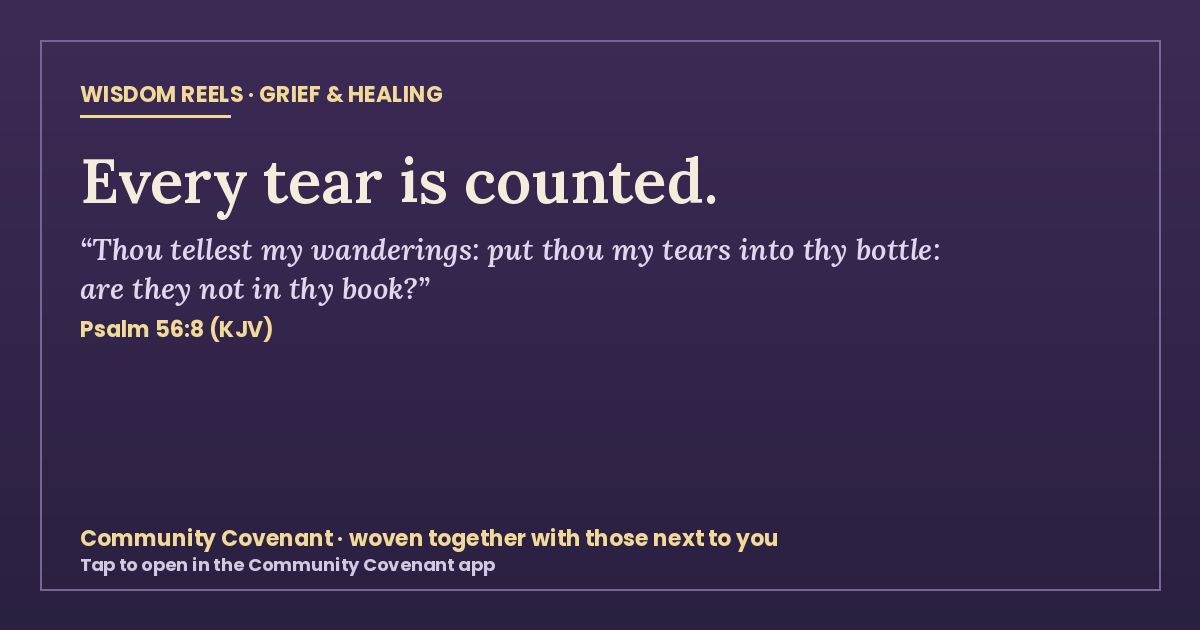 WISDOM REELS · GRIEF & HEALING
Every tear is counted.
“Thou tellest my wanderings: put thou my tears into thy bottle:
are they not in thy book?”
Psalm 56:8 (KJV)
Community Covenant · woven together with those next to you
Tap to open in the Community Covenant app